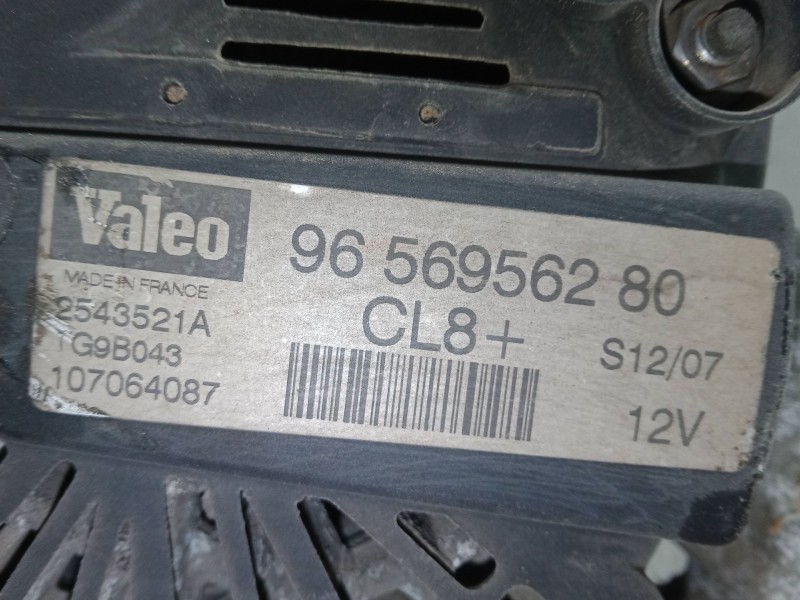 Valeo
MADE IN FRANCE
2543521A
TG9B043
107064087
96 569562 80
CL8+
S12/07
12V